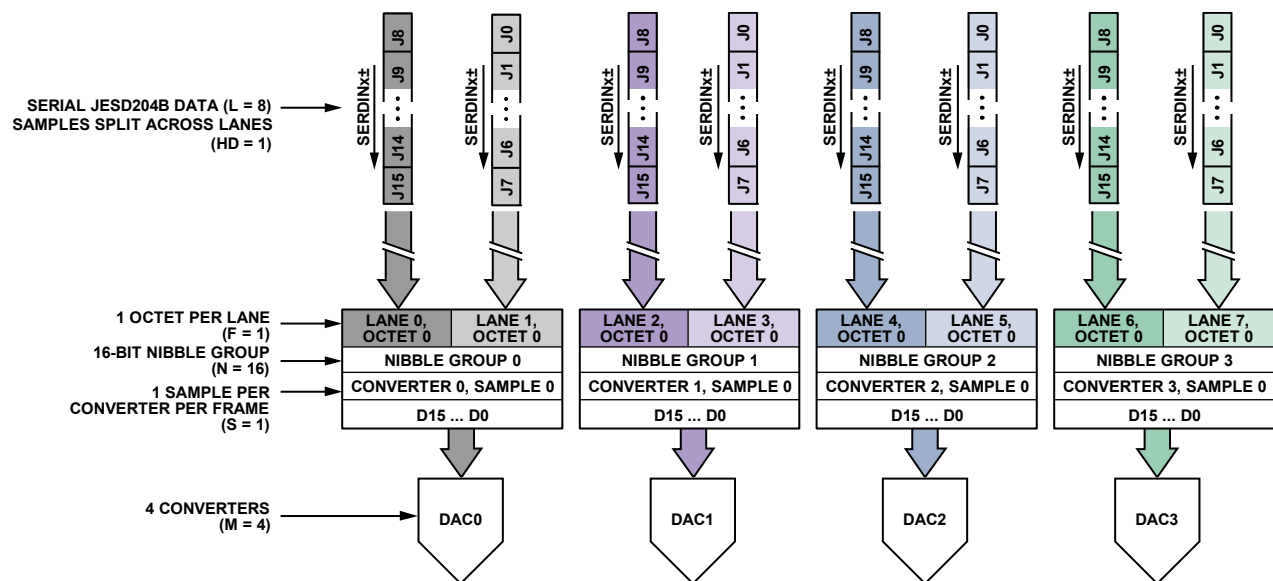 J8
J9
...
J14
J15
SERDINx±
J0
J1
...
J6
J7
SERDINx±
J8
J9
...
J14
J15
SERDINx±
J0
J1
...
J6
J7
SERDINx±
J8
J9
...
J14
J15
SERDINx±
J0
J1
...
J6
J7
SERDINx±
J8
J9
...
J14
J15
SERDINx±
J0
J1
...
J6
J7
SERDINx±
SERIAL JESD204B DATA (L = 8)
SAMPLES SPLIT ACROSS LANES
(HD = 1)
1 OCTET PER LANE
(F = 1)
LANE 0,
OCTET 0
LANE 1,
OCTET 0
LANE 2,
OCTET 0
LANE 3,
OCTET 0
LANE 4,
OCTET 0
LANE 5,
OCTET 0
LANE 6,
OCTET 0
LANE 7,
OCTET 0
16-BIT NIBBLE GROUP
(N = 16)
NIBBLE GROUP 0
NIBBLE GROUP 1
NIBBLE GROUP 2
NIBBLE GROUP 3
1 SAMPLE PER
CONVERTER PER FRAME
(S = 1)
CONVERTER 0, SAMPLE 0
CONVERTER 1, SAMPLE 0
CONVERTER 2, SAMPLE 0
CONVERTER 3, SAMPLE 0
D15 ... D0
D15 ... D0
D15 ... D0
D15 ... D0
4 CONVERTERS
(M = 4)
DAC0
DAC1
DAC2
DAC3